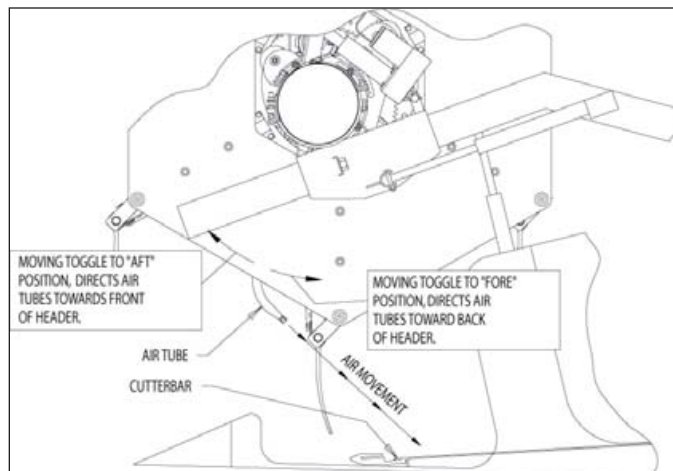 MOVING TOGGLE TO "AFT"
POSITION, DIRECTS AIR
TUBES TOWARDS FRONT
OF HEADER.
MOVING TOGGLE TO "FORE"
POSITION, DIRECTS AIR
TUBES TOWARD BACK
OF HEADER.
AIR TUBE
AIR MOVEMENT
CUTTERBAR